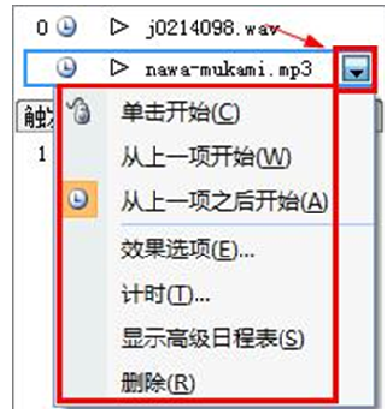 0 j0214098.wav
nawa-mukami.mp3
触
1
单击开始(C)
从上一项开始(W)
从上一项之后开始(A)
效果选项(E)...
计时(T)...
显示高级日程表(S)
删除(R)